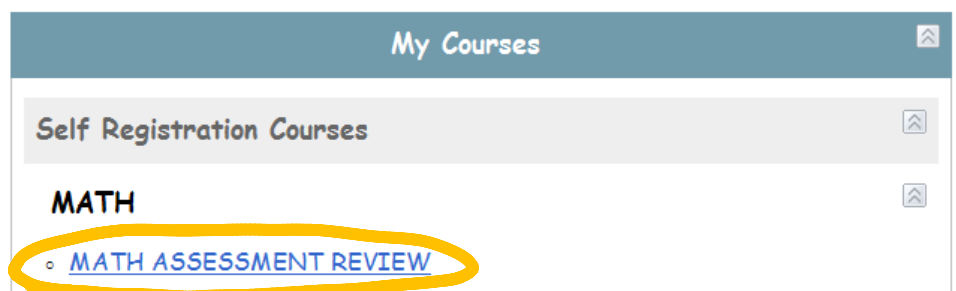 My Courses
Self Registration Courses
MATH
MATH ASSESSMENT REVIEW